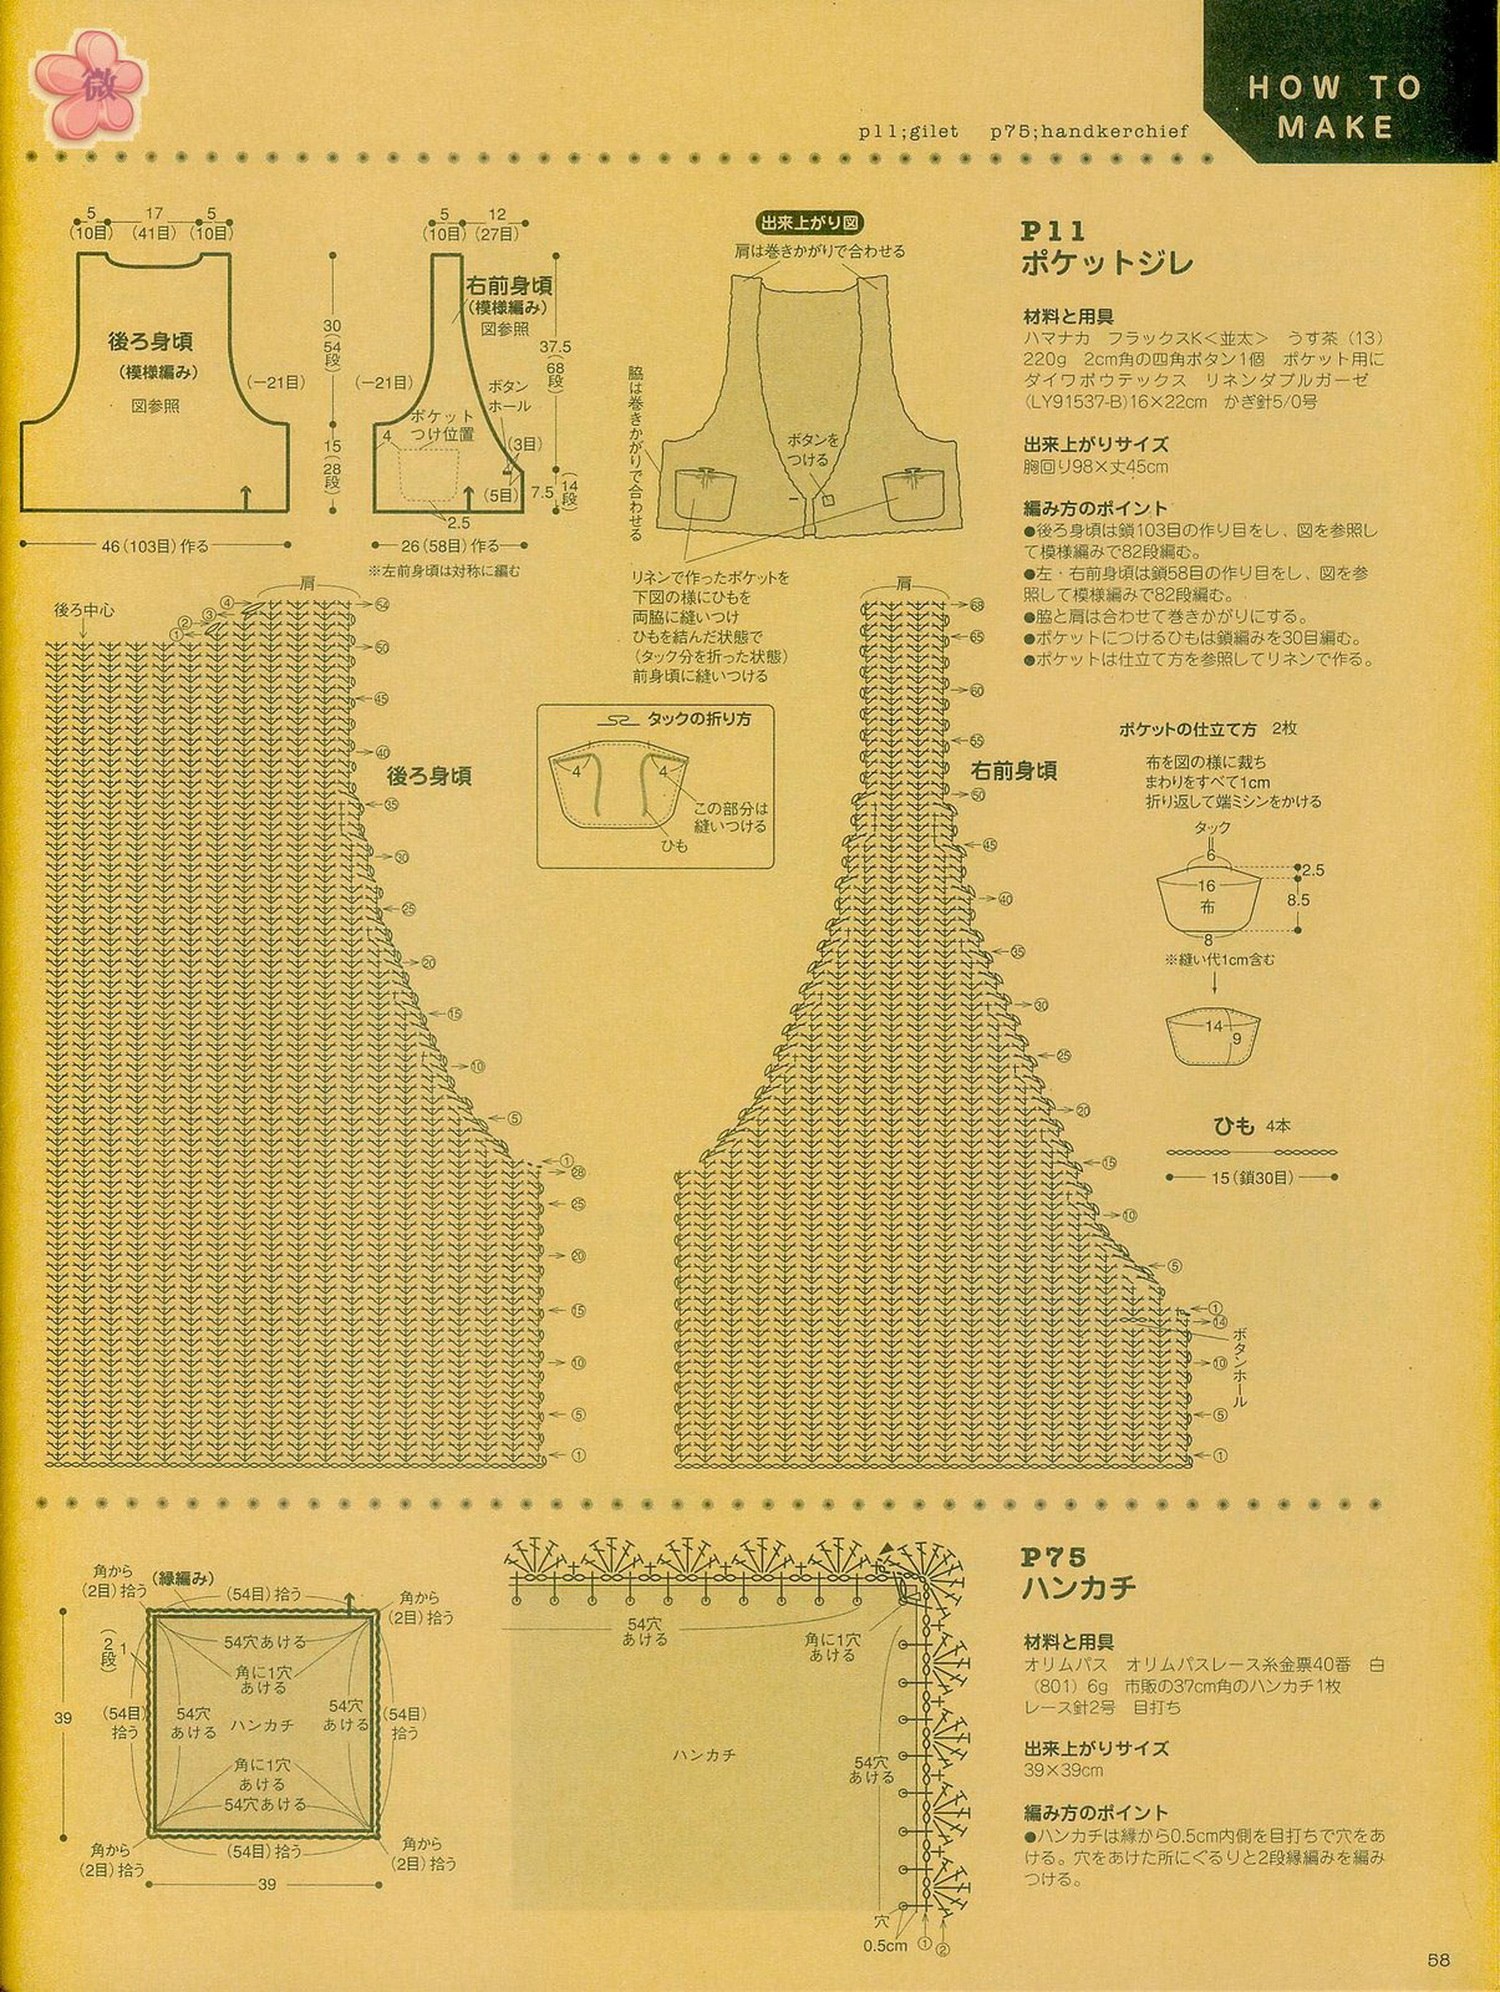 微
HOW TO
MAKE
p11;gilet p75;handkerchief
5 17 5
(10目) (41目) (10目)
後ろ身頃
(模様編み)
図参照
(−21目)
30(54段)
15(28段)
46(103目)作る
5 12
(10目)(27目)
右前身頃
(模様編み)
図参照
37.5(68段)
(−21目)
ボタン
ホール
ポケット
つけ位置
4
(3目)
(5目)
7.5(14段)
2.5
26(58目)作る
※左前身頃は対称に編む
出来上がり図
肩は巻きかがりで合わせる
脇は巻きかがりで合わせる
ボタンを
つける
リネンで作ったポケットを
下図の様にひもを
両脇に縫いつけ
ひもを結んだ状態で
(タック分を折った状態)
前身頃に縫いつける
タックの折り方
4 4
この部分は
縫いつける
ひも
P11
ポケットジレ
材料と用具
ハマナカ フラックスK<並太> うす茶(13)
220g 2cm角の四角ボタン1個 ポケット用に
ダイワボウテックス リネンダブルガーゼ
(LY91537-B)16×22cm かぎ針5/0号
出来上がりサイズ
胸回り98×丈45cm
編み方のポイント
●後ろ身頃は鎖103目の作り目をし、図を参照し
て模様編みで82段編む。
●左・右前身頃は鎖58目の作り目をし、図を参
照して模様編みで82段編む。
●脇と肩は合わせて巻きかがりにする。
●ポケットにつけるひもは鎖編みを30目編む。
●ポケットは仕立て方を参照してリネンで作る。
ポケットの仕立て方 2枚
布を図の様に裁ち
まわりをすべて1cm
折り返して端ミシンをかける
タック
6
16
布
8
2.5
8.5
※縫い代1cm含む
14
9
ひも 4本
15(鎖30目)
後ろ中心
肩
④
③
②
①
54
50
45
40
後ろ身頃
35
30
25
20
15
10
5
1
28
25
20
15
10
5
1
肩
68
65
60
55
右前身頃
50
45
40
35
30
25
20
15
10
5
1
14
ボタンホール
10
5
1
角から
(2目)拾う
(縁編み)
(54目)拾う
角から
(2目)拾う
(2段)
1
54穴あける
角に1穴
あける
39
(54目)
拾う
54穴
あける
ハンカチ
54穴
あける
(54目)
拾う
角に1穴
あける
54穴あける
角から
(2目)拾う
(54目)拾う
角から
(2目)拾う
39
54穴
あける
角に1穴
あける
ハンカチ
54穴
あける
穴
0.5cm
①
②
P75
ハンカチ
材料と用具
オリムパス オリムパスレース糸金票40番 白
(801)6g 市販の37cm角のハンカチ1枚
レース針2号 目打ち
出来上がりサイズ
39×39cm
編み方のポイント
●ハンカチは縁から0.5cm内側を目打ちで穴をあ
ける。穴をあけた所にぐるりと2段縁編みを編み
つける。
58